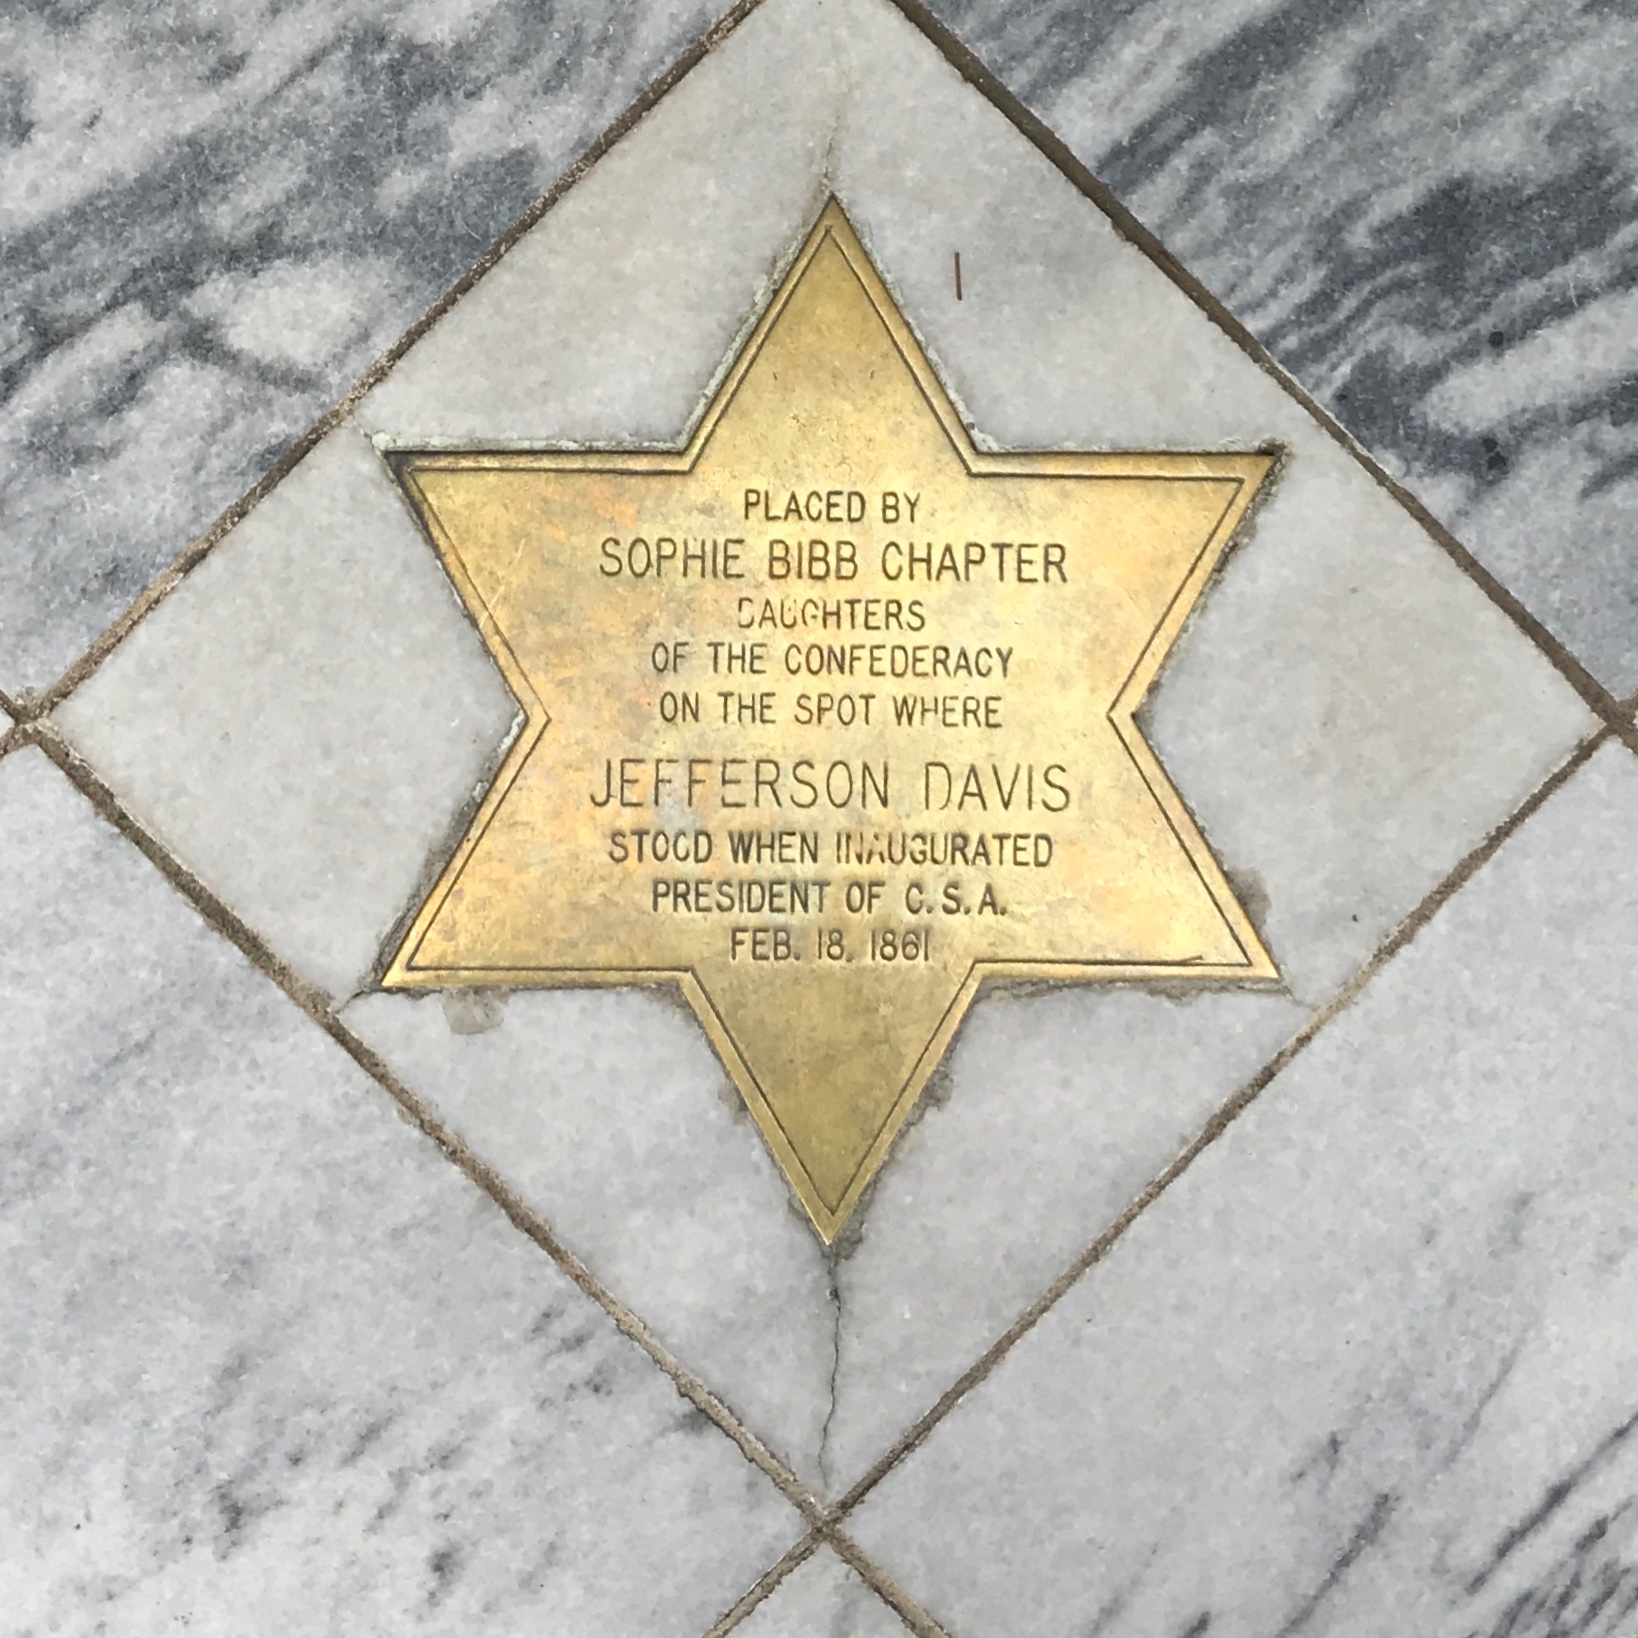 PLACED BY
SOPHIE BIBB CHAPTER
DAUGHTERS
OF THE CONFEDERACY
ON THE SPOT WHERE
JEFFERSON DAVIS
STOOD WHEN INAUGURATED
PRESIDENT OF C.S.A.
FEB. 18. 1861